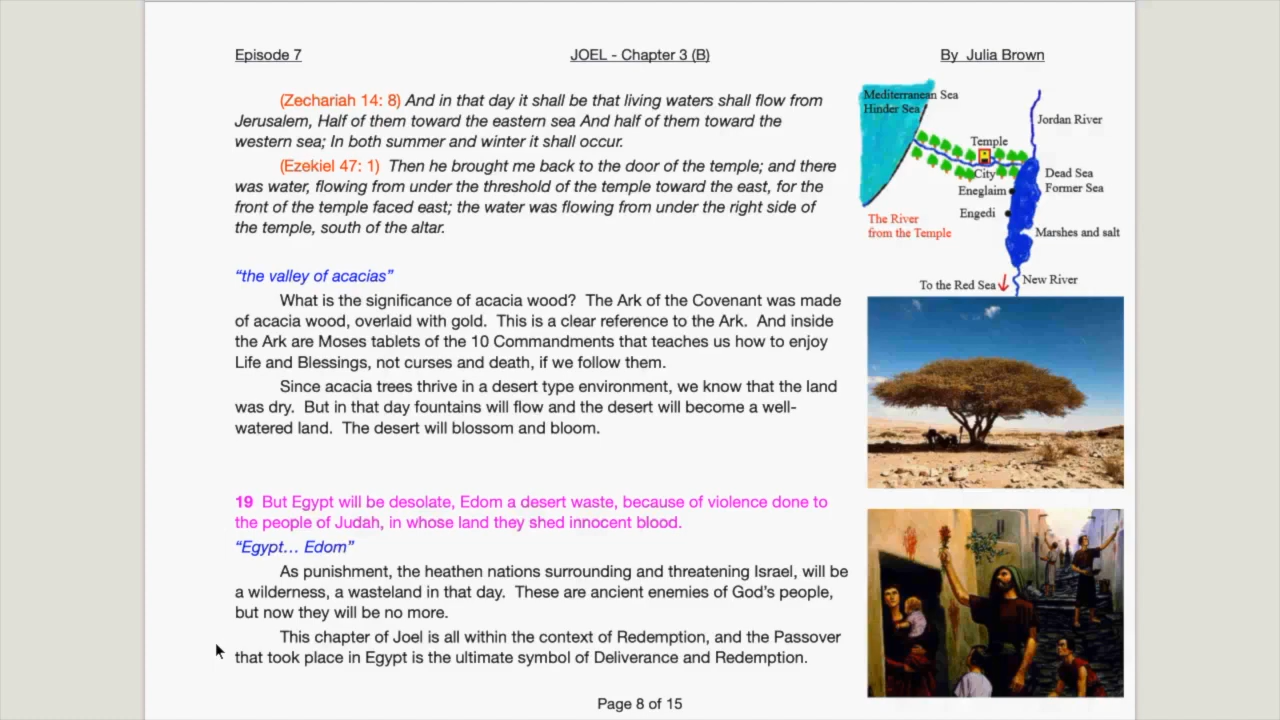 Episode 7
JOEL - Chapter 3 (B)
By Julia Brown
(Zechariah 14: 8) And in that day it shall be that living waters shall flow from
Jerusalem, Half of them toward the eastern sea And half of them toward the
western sea; In both summer and winter it shall occur.
(Ezekiel 47: 1) Then he brought me back to the door of the temple; and there
was water, flowing from under the threshold of the temple toward the east, for the
front of the temple faced east; the water was flowing from under the right side of
the temple, south of the altar.
Mediterranean Sea
Hinder Sea
Jordan River
Temple
City
Dead Sea
Former Sea
Eneglaim
Engedi
The River
from the Temple
Marshes and salt
To the Red Sea
New River
“the valley of acacias”
What is the significance of acacia wood? The Ark of the Covenant was made
of acacia wood, overlaid with gold. This is a clear reference to the Ark. And inside
the Ark are Moses tablets of the 10 Commandments that teaches us how to enjoy
Life and Blessings, not curses and death, if we follow them.
Since acacia trees thrive in a desert type environment, we know that the land
was dry. But in that day fountains will flow and the desert will become a well-
watered land. The desert will blossom and bloom.
19 But Egypt will be desolate, Edom a desert waste, because of violence done to
the people of Judah, in whose land they shed innocent blood.
“Egypt… Edom”
As punishment, the heathen nations surrounding and threatening Israel, will be
a wilderness, a wasteland in that day. These are ancient enemies of God’s people,
but now they will be no more.
This chapter of Joel is all within the context of Redemption, and the Passover
that took place in Egypt is the ultimate symbol of Deliverance and Redemption.
Page 8 of 15